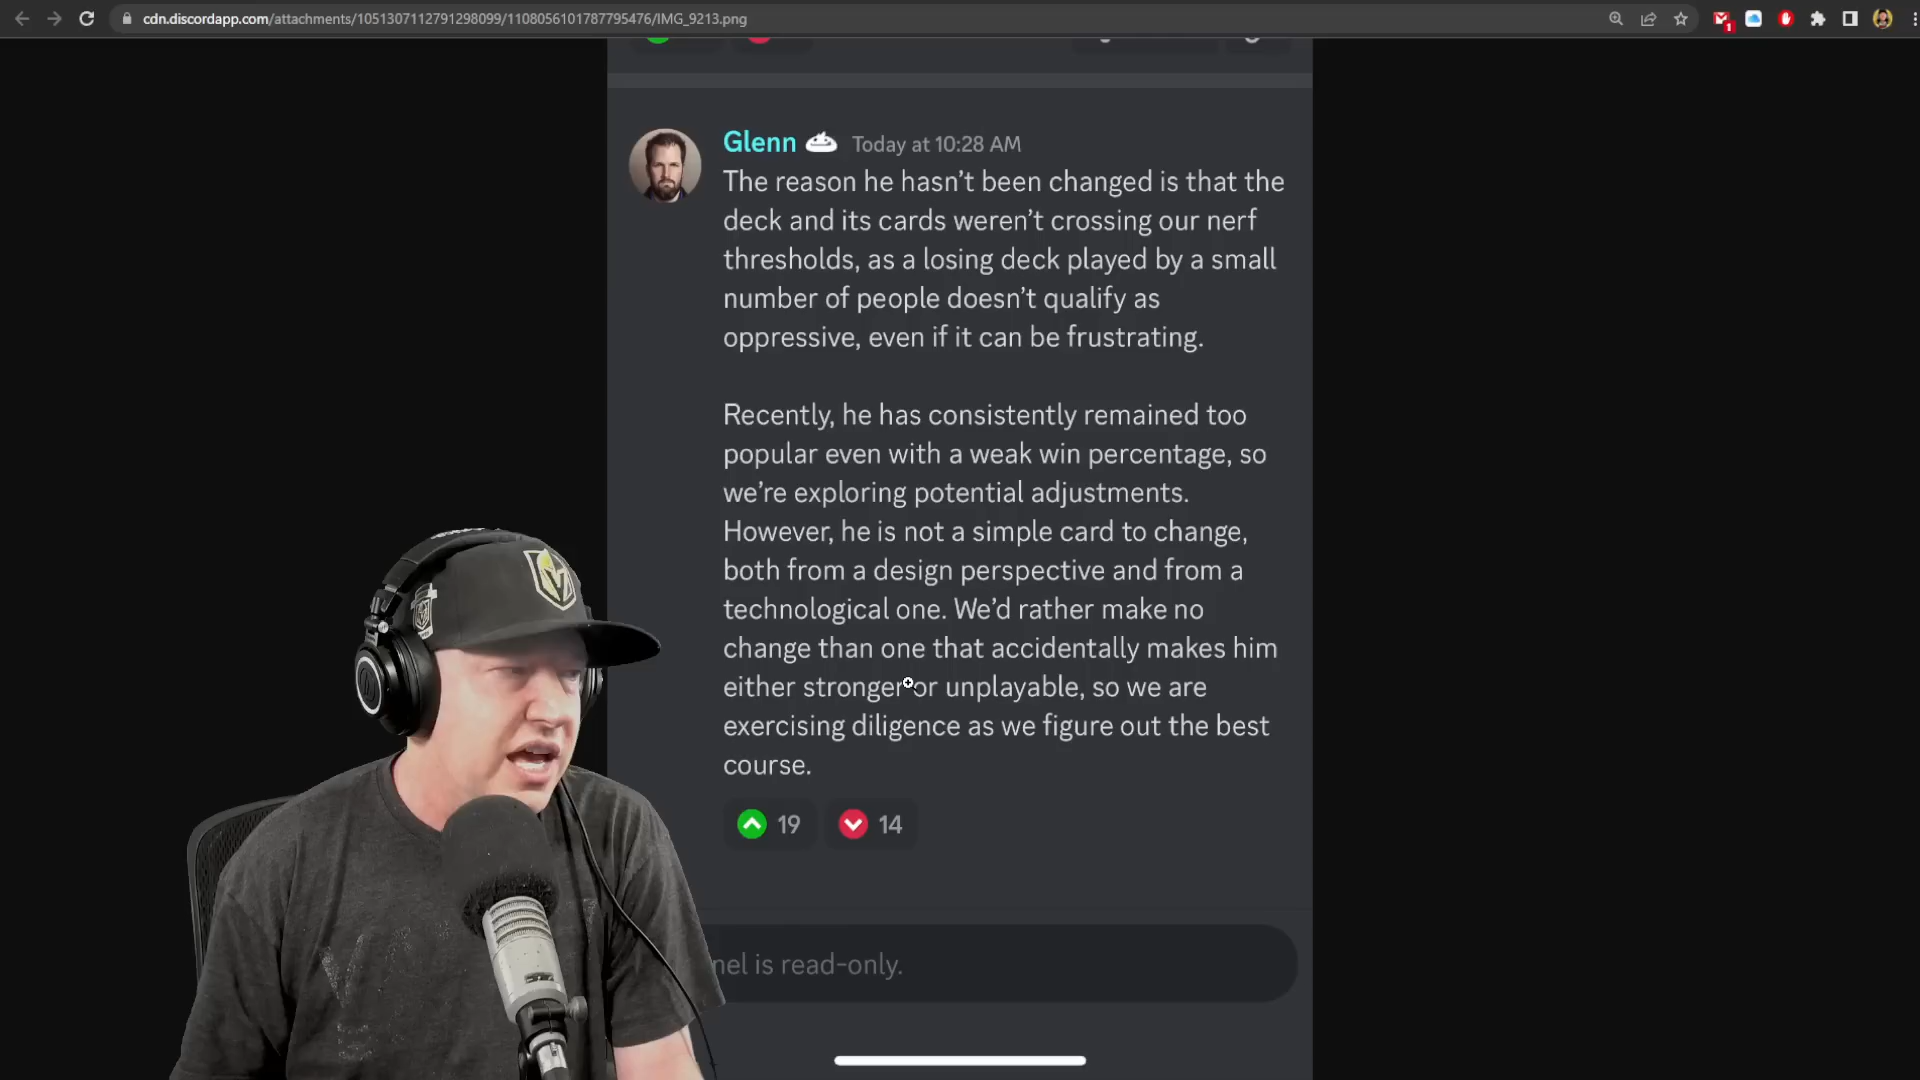 cdn.discordapp.com/attachments/1051307112791298099/1108056101787795476/IMG_9213.png
1
Glenn Today at 10:28 AM
The reason he hasn't been changed is that the
deck and its cards weren't crossing our nerf
thresholds, as a losing deck played by a small
number of people doesn't qualify as
oppressive, even if it can be frustrating.
Recently, he has consistently remained too
popular even with a weak win percentage, so
we're exploring potential adjustments.
However, he is not a simple card to change,
both from a design perspective and from a
technological one. We'd rather make no
change than one that accidentally makes him
either stronger or unplayable, so we are
exercising diligence as we figure out the best
course.
19 14
nel is read-only.